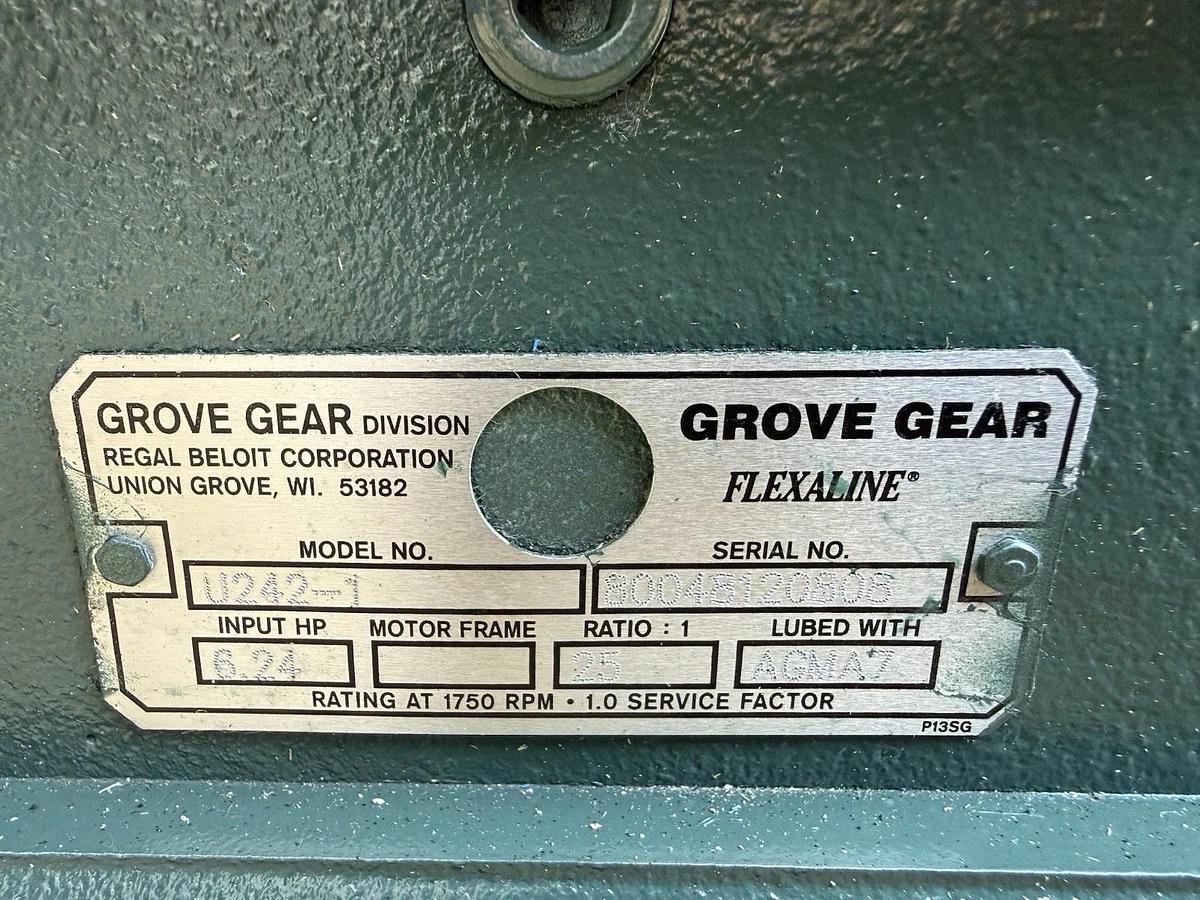 GROVE GEAR DIVISION
REGAL BELOIT CORPORATION
UNION GROVE, WI. 53182
GROVE GEAR
FLEXALINE®
MODEL NO.
U242-1
SERIAL NO.
80048120808
INPUT HP
6.24
MOTOR FRAME
RATIO : 1
25
LUBED WITH
AGMA7
RATING AT 1750 RPM • 1.0 SERVICE FACTOR
P13SG